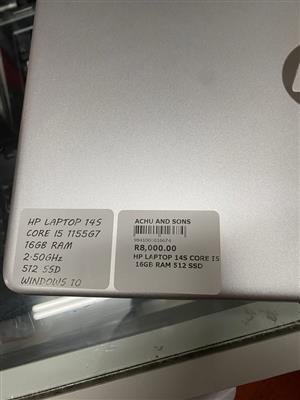 HP LAPTOP 14S
CORE I5 1155G7
16GB RAM
2.50GHz
512 SSD
WINDOWS 10
ACHU AND SONS
R8,000.00
HP LAPTOP 14S CORE I5
16GB RAM 512 SSD